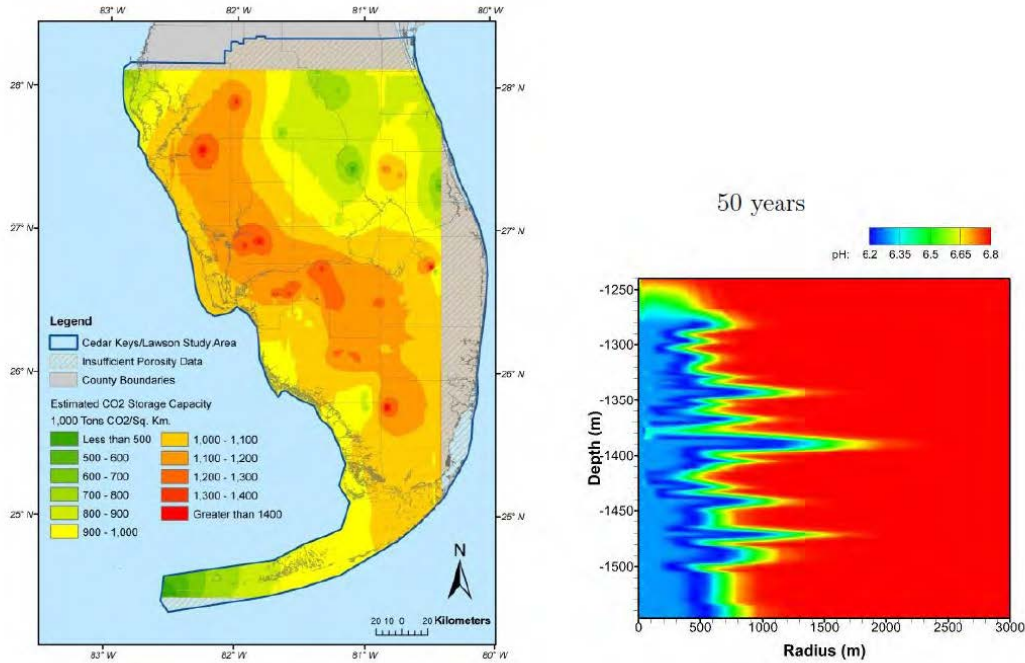 83° W
82° W
81° W
80° W
28° N
28° N
27° N
27° N
26° N
26° N
25° N
25° N
Legend
Cedar Keys/Lawson Study Area
Insufficient Porosity Data
County Boundaries
Estimated CO2 Storage Capacity
1,000 Tons CO2/Sq. Km.
Less than 500
500 - 600
600 - 700
700 - 800
800 - 900
900 - 1,000
1,000 - 1,100
1,100 - 1,200
1,200 - 1,300
1,300 - 1,400
Greater than 1400
N
20 10 0 20 Kilometers
83° W
82° W
81° W
80° W
50 years
pH: 6.2 6.35 6.5 6.65 6.8
Depth (m)
-1250
-1300
-1350
-1400
-1450
-1500
0 500 1000 1500 2000 2500 3000
Radius (m)